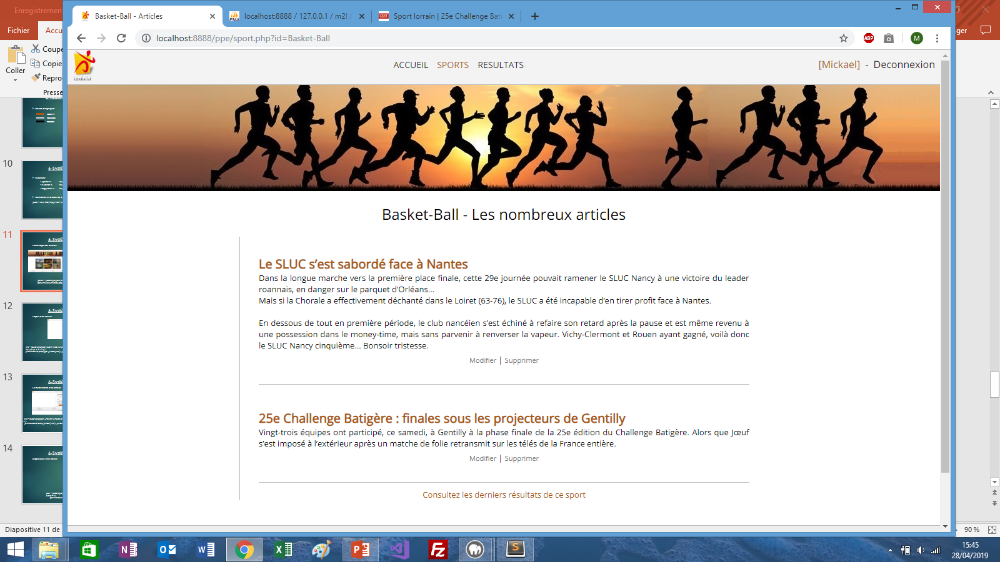 Enregistrement
Basket-Ball - Articles
localhost:8888 / 127.0.0.1 / m2l /
Sport lorrain | 25e Challenge Bati
Fichier
Accu
ger
localhost:8888/ppe/sport.php?id=Basket-Ball
ABP
M
Coller
Coupe
Copie
Repro
Presse
LORRAINE
ACCUEIL SPORTS RESULTATS
[Mickael] - Deconnexion
10
11
12
13
14
Basket-Ball - Les nombreux articles
Le SLUC s’est sabordé face à Nantes
Dans la longue marche vers la première place finale, cette 29e journée pouvait ramener le SLUC Nancy à une victoire du leader
roannais, en danger sur le parquet d’Orléans…
Mais si la Chorale a effectivement déchanté dans le Loiret (63-76), le SLUC a été incapable d’en tirer profit face à Nantes.
En dessous de tout en première période, le club nancéien s’est échiné à refaire son retard après la pause et est même revenu à
une possession dans le money-time, mais sans parvenir à renverser la vapeur. Vichy-Clermont et Rouen ayant gagné, voilà donc
le SLUC Nancy cinquième… Bonsoir tristesse.
Modifier | Supprimer
25e Challenge Batigère : finales sous les projecteurs de Gentilly
Vingt-trois équipes ont participé, ce samedi, à Gentilly à la phase finale de la 25e édition du Challenge Batigère. Alors que Jœuf
s’est imposé à l’extérieur après un matche de folie retransmit sur les télés de la France entière.
Modifier | Supprimer
Consultez les derniers résultats de ce sport
Diapositive 11 de
90 %
15:45
28/04/2019